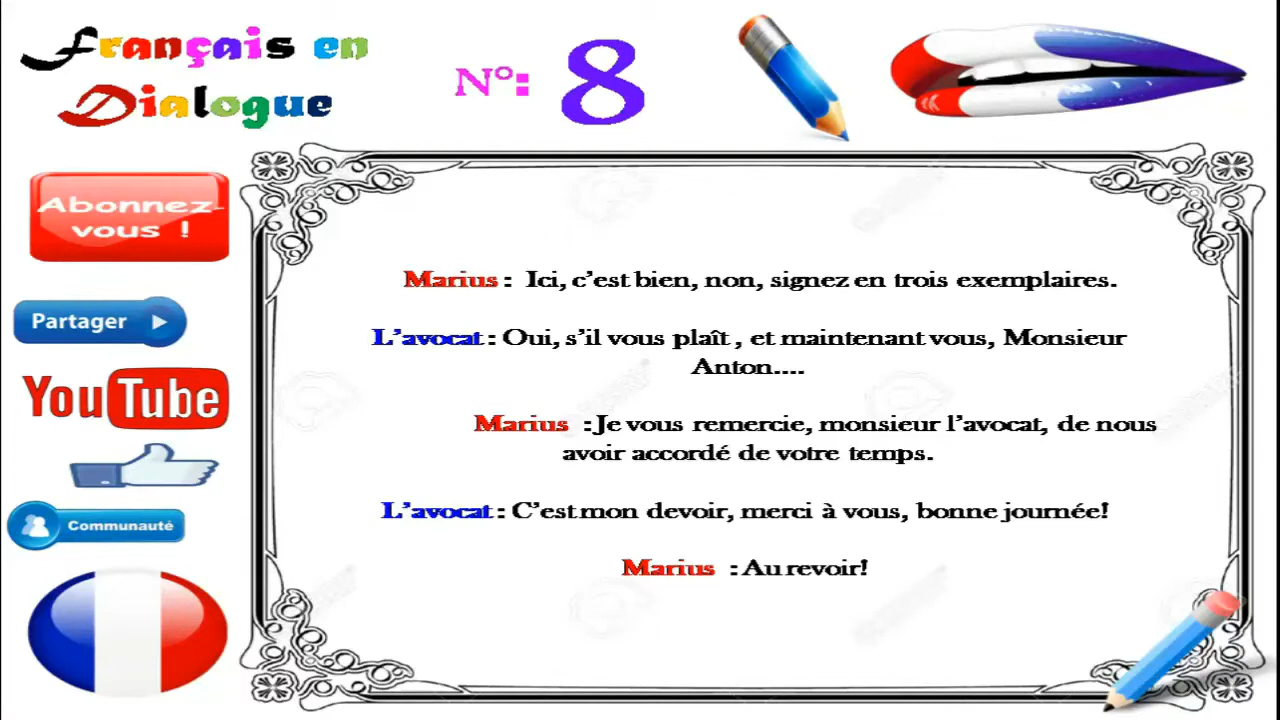 Français en
Dialogue
N°: 8
Abonnez-
vous !
Partager
YouTube
Communauté
Marius : Ici, c’est bien, non, signez en trois exemplaires.
L’avocat : Oui, s’il vous plaît , et maintenant vous, Monsieur
Anton....
Marius : Je vous remercie, monsieur l’avocat, de nous
avoir accordé de votre temps.
L’avocat : C’est mon devoir, merci à vous, bonne journée!
Marius : Au revoir!